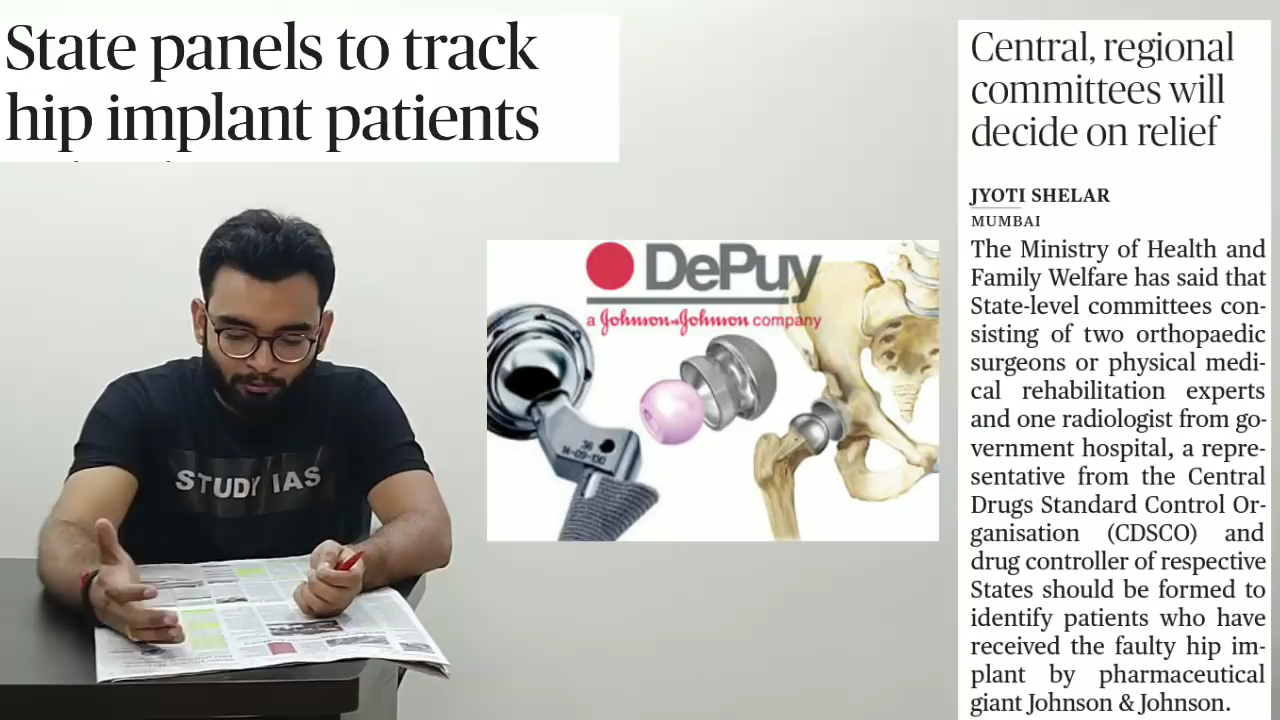 State panels to track
hip implant patients
Central, regional
committees will
decide on relief
JYOTI SHELAR
MUMBAI
The Ministry of Health and
Family Welfare has said that
State-level committees con-
sisting of two orthopaedic
surgeons or physical medi-
cal rehabilitation experts
and one radiologist from go-
vernment hospital, a repre-
sentative from the Central
Drugs Standard Control Or-
ganisation (CDSCO) and
drug controller of respective
States should be formed to
identify patients who have
received the faulty hip im-
plant by pharmaceutical
giant Johnson & Johnson.
DePuy
a Johnson & Johnson company
36
STUDY IAS